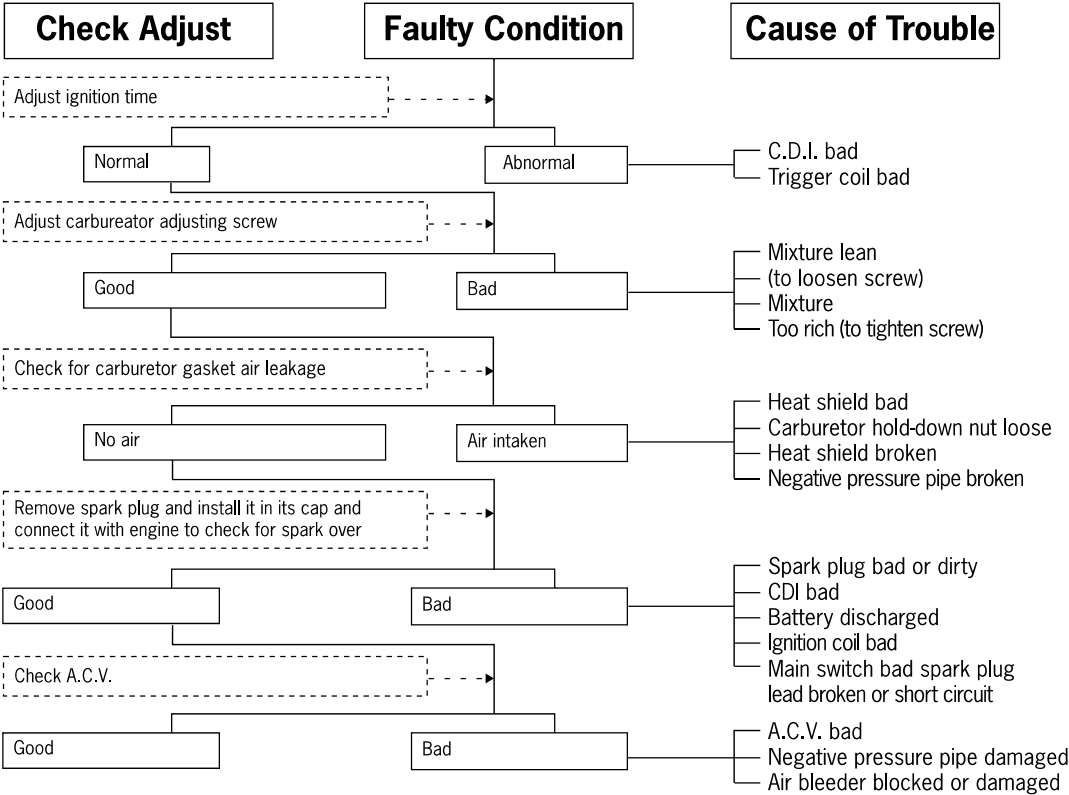 Check Adjust
Faulty Condition
Cause of Trouble
Adjust ignition time
Normal
Abnormal
C.D.I. bad
Trigger coil bad
Adjust carbureator adjusting screw
Good
Bad
Mixture lean
(to loosen screw)
Mixture
Too rich (to tighten screw)
Check for carburetor gasket air leakage
No air
Air intaken
Heat shield bad
Carburetor hold-down nut loose
Heat shield broken
Negative pressure pipe broken
Remove spark plug and install it in its cap and
connect it with engine to check for spark over
Good
Bad
Spark plug bad or dirty
CDI bad
Battery discharged
Ignition coil bad
Main switch bad spark plug
lead broken or short circuit
Check A.C.V.
Good
Bad
A.C.V. bad
Negative pressure pipe damaged
Air bleeder blocked or damaged